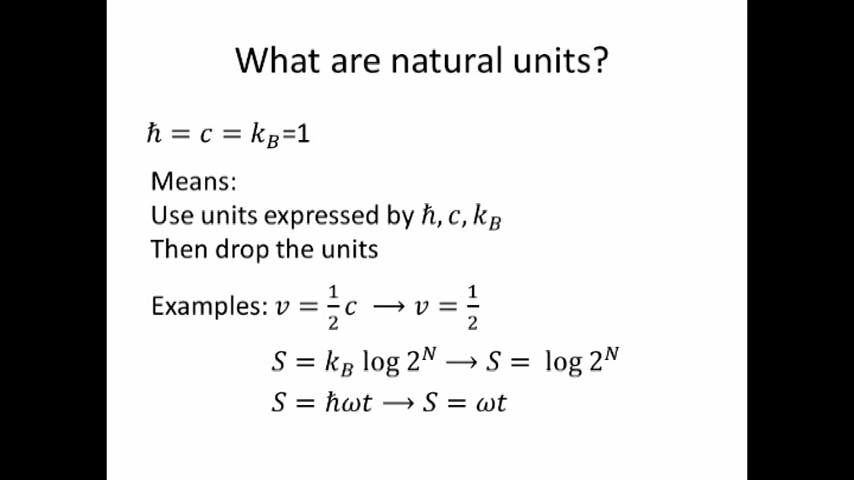 What are natural units?
ℏ = c = k_B=1
Means:
Use units expressed by ℏ, c, k_B
Then drop the units
Examples: v = 1/2 c ⟶ v = 1/2
S = k_B log 2^N ⟶ S = log 2^N
S = ℏωt ⟶ S = ωt